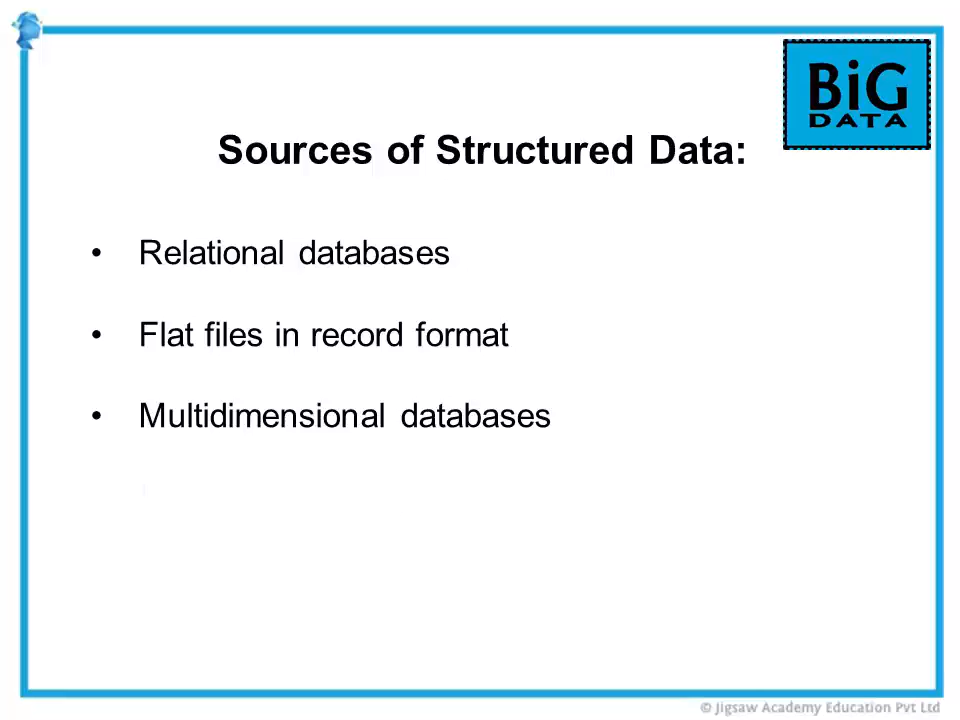 BiG
DATA
Sources of Structured Data:
• Relational databases
• Flat files in record format
• Multidimensional databases
© Jigsaw Academy Education Pvt Ltd